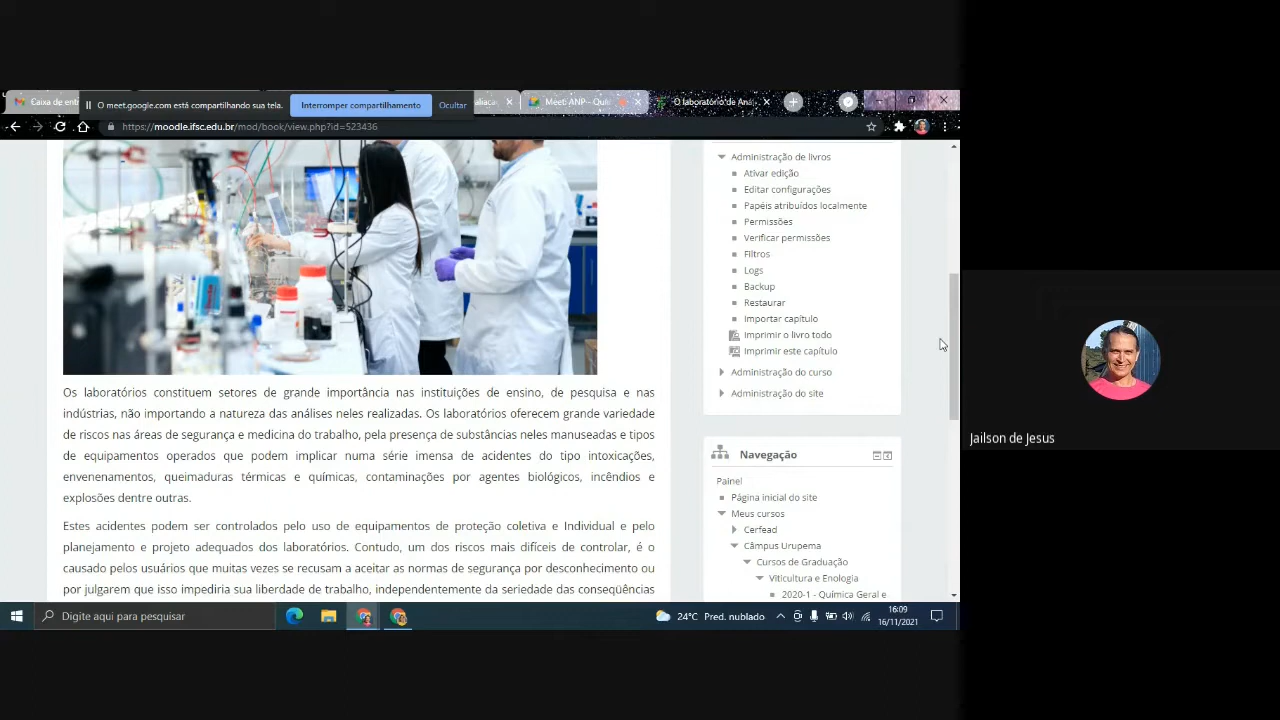 Caixa de ent
O meet.google.com está compartilhando sua tela.
Interromper compartilhamento
Ocultar
Meet: ANP – Quí
O laboratório de Aná
https://moodle.ifsc.edu.br/mod/book/view.php?id=523436
Administração de livros
Ativar edição
Editar configurações
Papéis atribuídos localmente
Permissões
Verificar permissões
Filtros
Logs
Backup
Restaurar
Importar capítulo
Imprimir o livro todo
Imprimir este capítulo
Administração do curso
Administração do site
Os laboratórios constituem setores de grande importância nas instituições de ensino, de pesquisa e nas
indústrias, não importando a natureza das análises neles realizadas. Os laboratórios oferecem grande variedade
de riscos nas áreas de segurança e medicina do trabalho, pela presença de substâncias neles manuseadas e tipos
de equipamentos operados que podem implicar numa série imensa de acidentes do tipo intoxicações,
envenenamentos, queimaduras térmicas e químicas, contaminações por agentes biológicos, incêndios e
explosões dentre outras.
Estes acidentes podem ser controlados pelo uso de equipamentos de proteção coletiva e Individual e pelo
planejamento e projeto adequados dos laboratórios. Contudo, um dos riscos mais difíceis de controlar, é o
causado pelos usuários que muitas vezes se recusam a aceitar as normas de segurança por desconhecimento ou
por julgarem que isso impediria sua liberdade de trabalho, independentemente da seriedade das conseqüências
Navegação
Painel
Página inicial do site
Meus cursos
Cerfead
Câmpus Urupema
Cursos de Graduação
Viticultura e Enologia
2020-1 - Química Geral e
Jailson de Jesus
Digite aqui para pesquisar
24°C Pred. nublado
16:09
16/11/2021